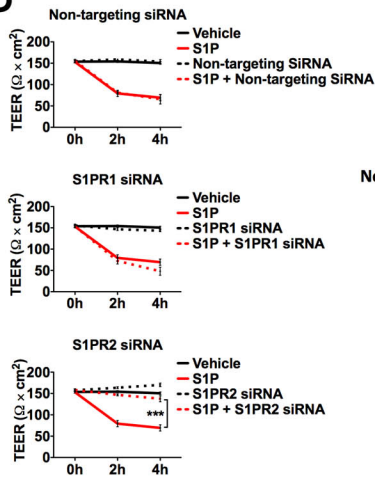 Non-targeting siRNA
TEER (Ω × cm²)
200
150
100
50
0
0h 2h 4h
Vehicle
S1P
Non-targeting SiRNA
S1P + Non-targeting SiRNA
No
S1PR1 siRNA
TEER (Ω × cm²)
200
150
100
50
0
0h 2h 4h
Vehicle
S1P
S1PR1 siRNA
S1P + S1PR1 siRNA
S1PR2 siRNA
TEER (Ω × cm²)
200
150
100
50
0
0h 2h 4h
***
Vehicle
S1P
S1PR2 siRNA
S1P + S1PR2 siRNA